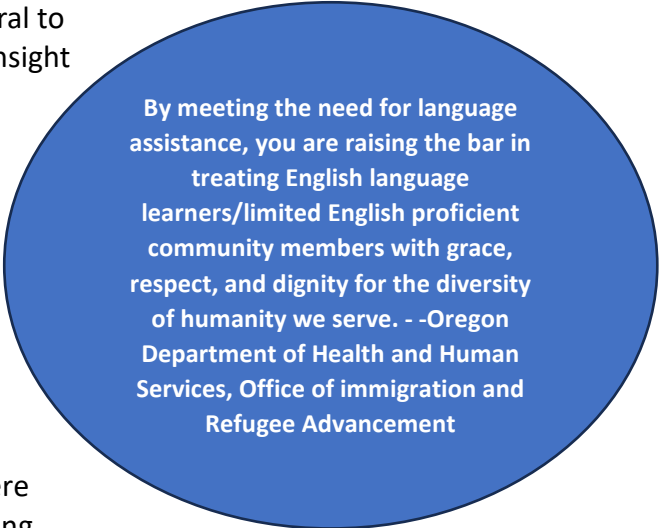 ral to
nsight
By meeting the need for language
assistance, you are raising the bar in
treating English language
learners/limited English proficient
community members with grace,
respect, and dignity for the diversity
of humanity we serve. - -Oregon
Department of Health and Human
Services, Office of immigration and
Refugee Advancement
ere
ng